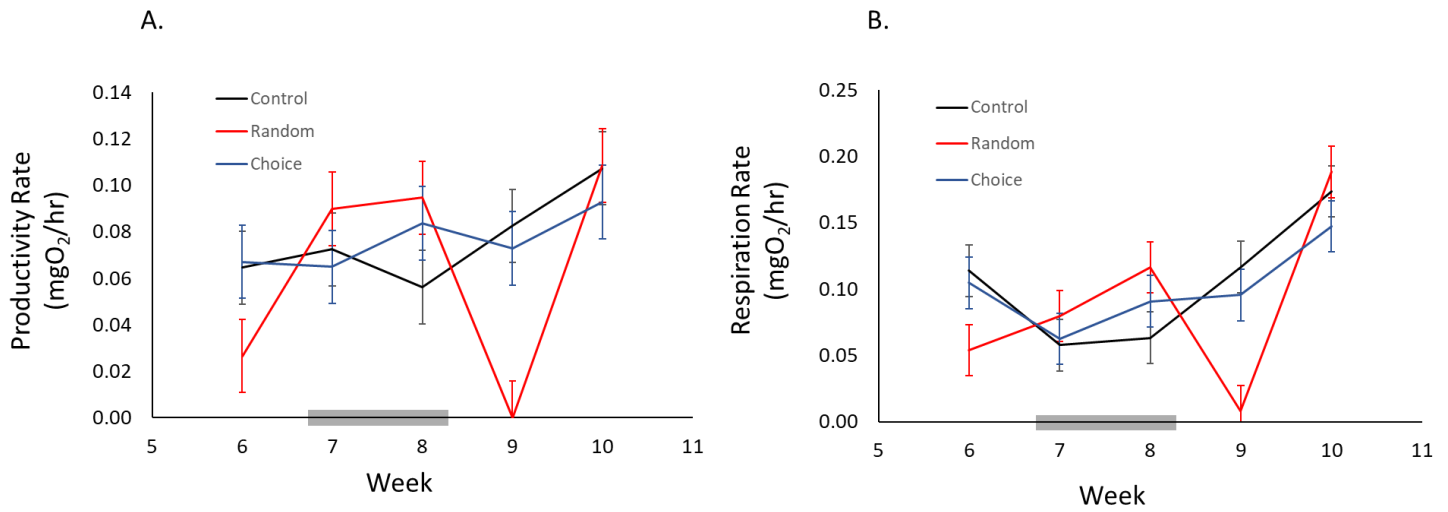 A.
Productivity Rate
(mgO₂/hr)
0.14
0.12
0.10
0.08
0.06
0.04
0.02
0.00
Control
Random
Choice
5 6 7 8 9 10 11
Week
B.
Respiration Rate
(mgO₂/hr)
0.25
0.20
0.15
0.10
0.05
0.00
Control
Random
Choice
5 6 7 8 9 10 11
Week